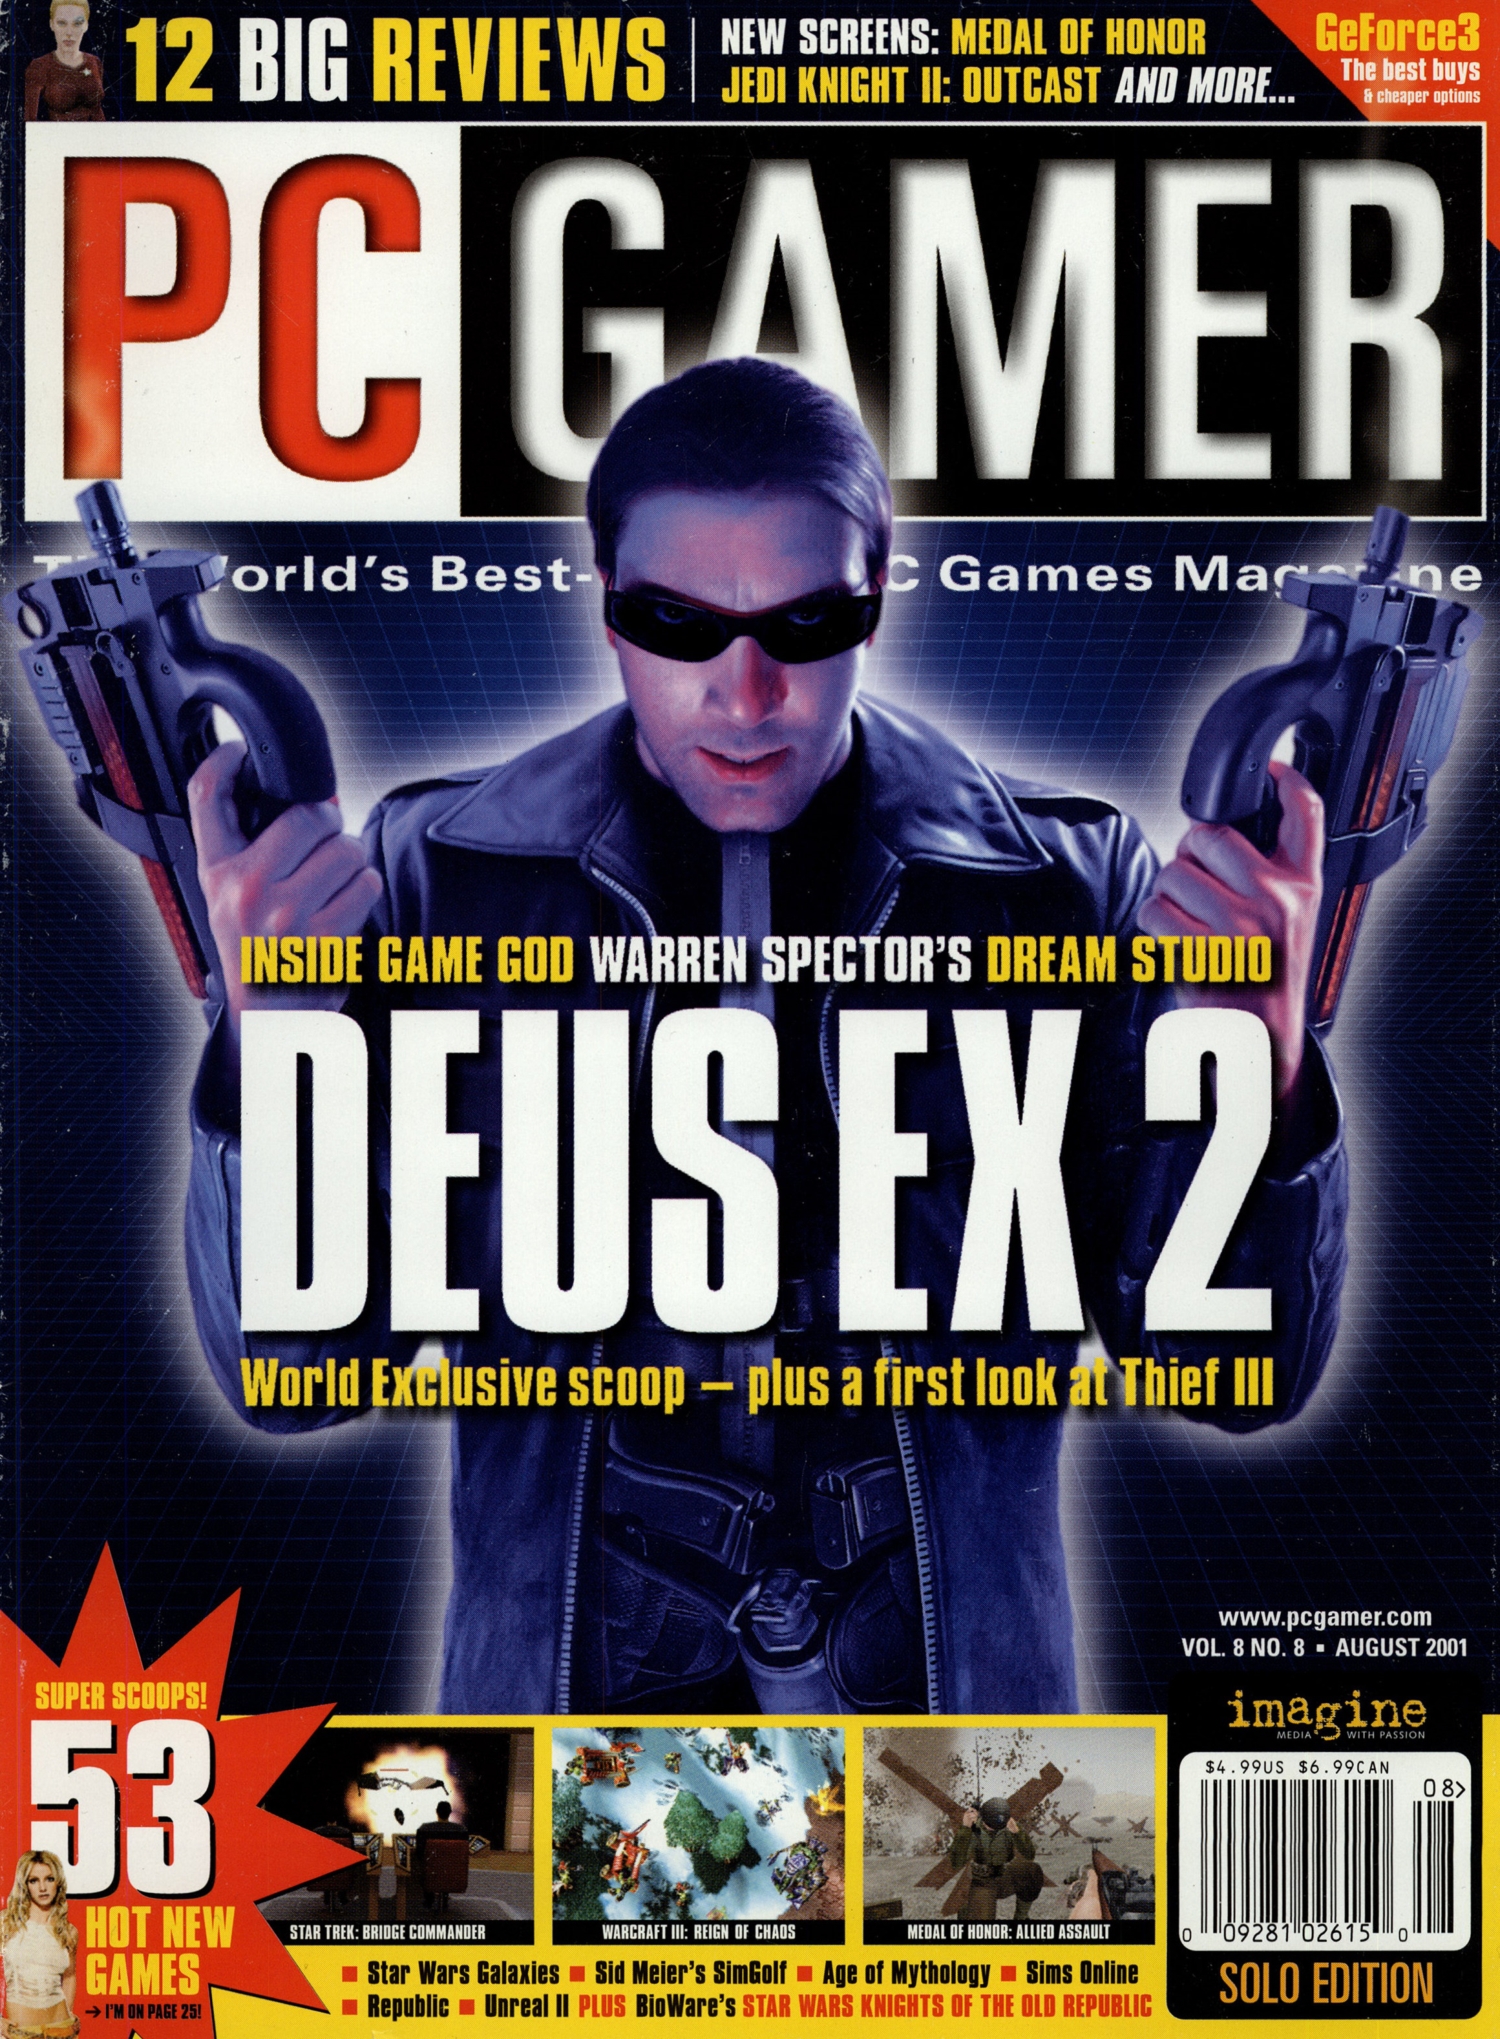 12 BIG REVIEWS
NEW SCREENS: MEDAL OF HONOR
JEDI KNIGHT II: OUTCAST AND MORE...
GeForce3
The best buys
& cheaper options
PC GAMER
World's Best- PC Games Magazine
INSIDE GAME GOD WARREN SPECTOR'S DREAM STUDIO
DEUS EX 2
World Exclusive scoop – plus a first look at Thief III
www.pcgamer.com
VOL. 8 NO. 8 ▪ AUGUST 2001
imagine
MEDIA WITH PASSION
$4.99US $6.99CAN
08>
0 09281 02615 0
SOLO EDITION
SUPER SCOOPS!
53
HOT NEW
GAMES
→ I'M ON PAGE 25!
STAR TREK: BRIDGE COMMANDER
WARCRAFT III: REIGN OF CHAOS
MEDAL OF HONOR: ALLIED ASSAULT
■ Star Wars Galaxies ■ Sid Meier's SimGolf ■ Age of Mythology ■ Sims Online
■ Republic ■ Unreal II PLUS BioWare's STAR WARS KNIGHTS OF THE OLD REPUBLIC